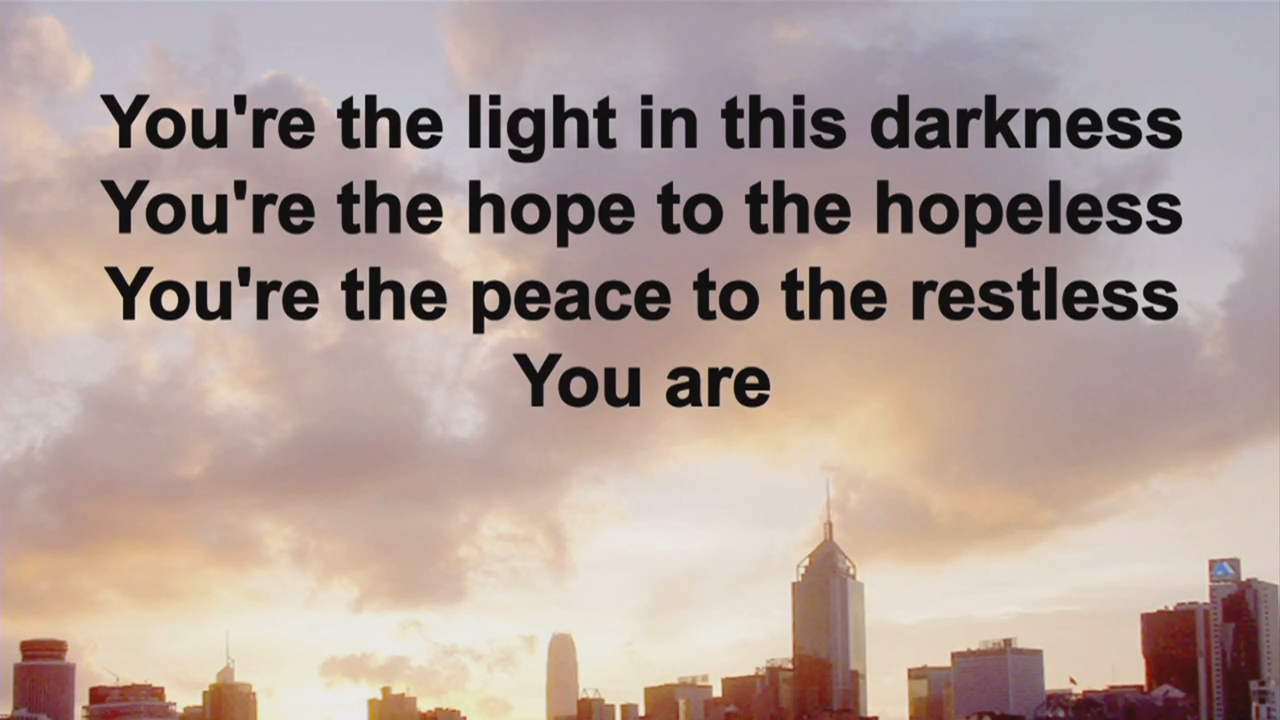 You're the light in this darkness
You're the hope to the hopeless
You're the peace to the restless
You are